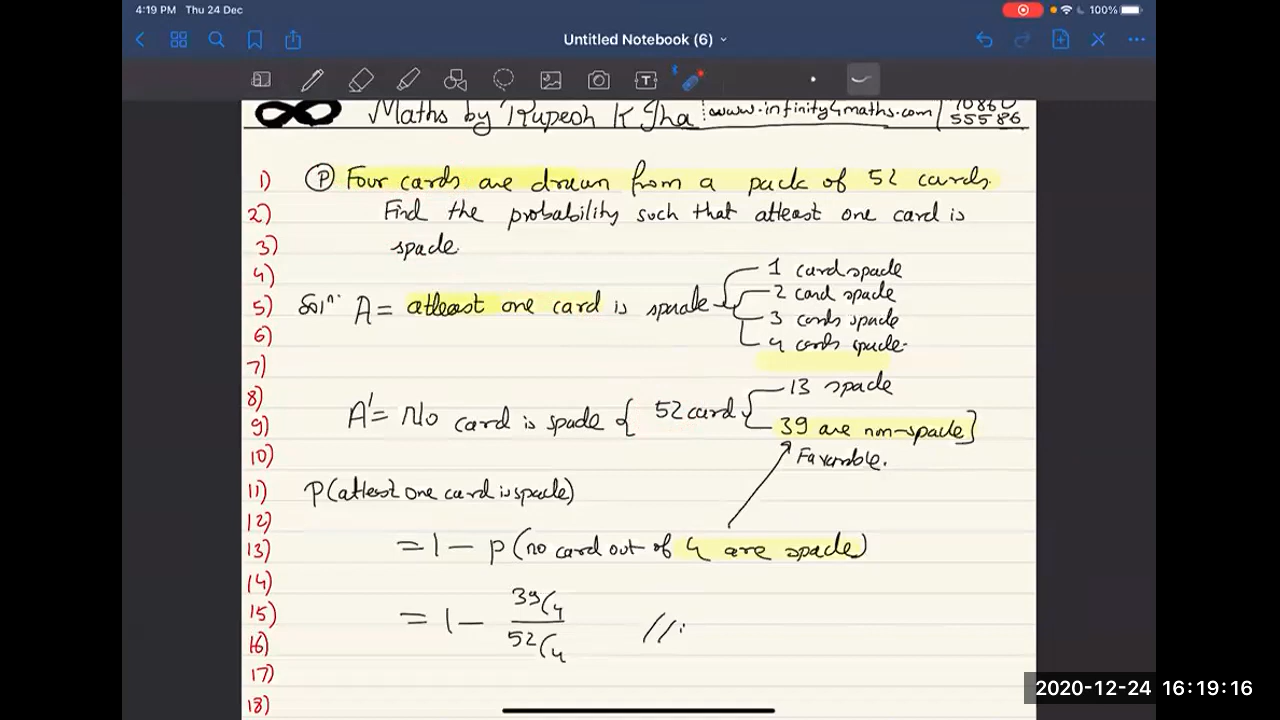 4:19 PM Thu 24 Dec
100%
Untitled Notebook (6)
Maths by Rupesh K Jha www.infinity4maths.com
55586
1) P Four cards are drawn from a pack of 52 cards.
2) Find the probability such that atleast one card is
3) spade.
4) 1 card spade
2 card spade
5) Solⁿ: A = atleast one card is spade
3 cards spade
6) 4 cards spade.
7)
8) 13 spade
9) A' = No card is spade { 52 card
39 are non-spade]
10) Favorable.
11) P(atleast one card is spade)
12)
13) = 1 - P(no card out of 4 are spade)
14)
15) = 1 - 39C4
16) 52C4 //:
17)
18)
2020-12-24 16:19:16